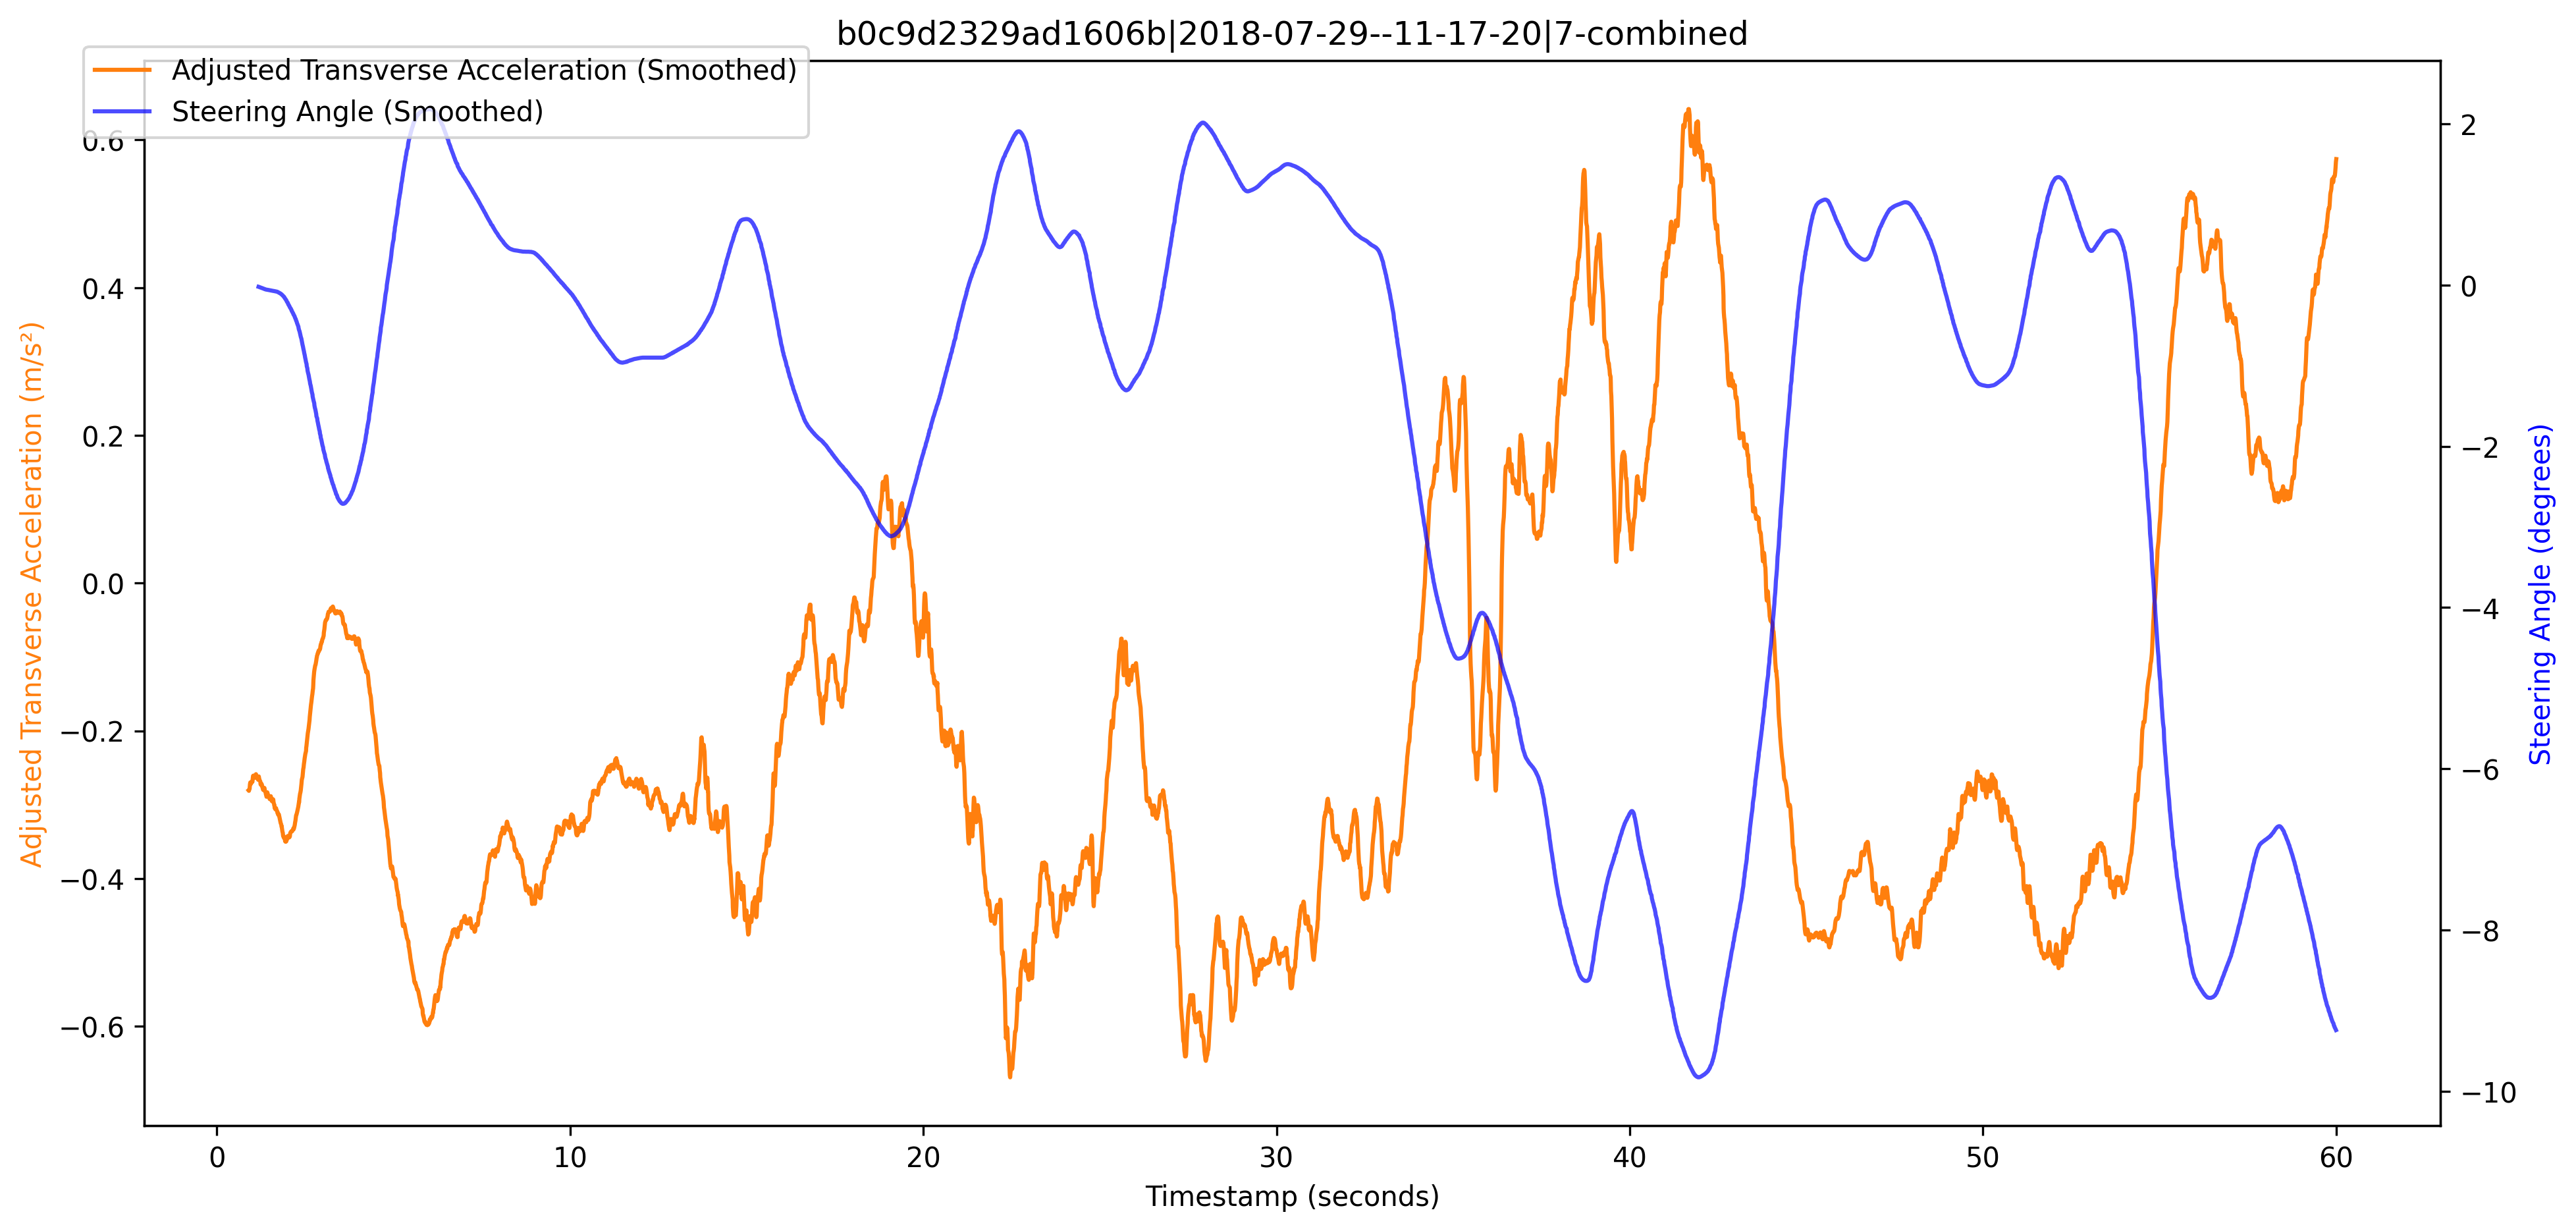 b0c9d2329ad1606b|2018-07-29--11-17-20|7-combined
Adjusted Transverse Acceleration (Smoothed)
Steering Angle (Smoothed)
Adjusted Transverse Acceleration (m/s²)
0.6
0.4
0.2
0.0
−0.2
−0.4
−0.6
2
0
−2
−4
−6
−8
−10
Steering Angle (degrees)
0 10 20 30 40 50 60
Timestamp (seconds)